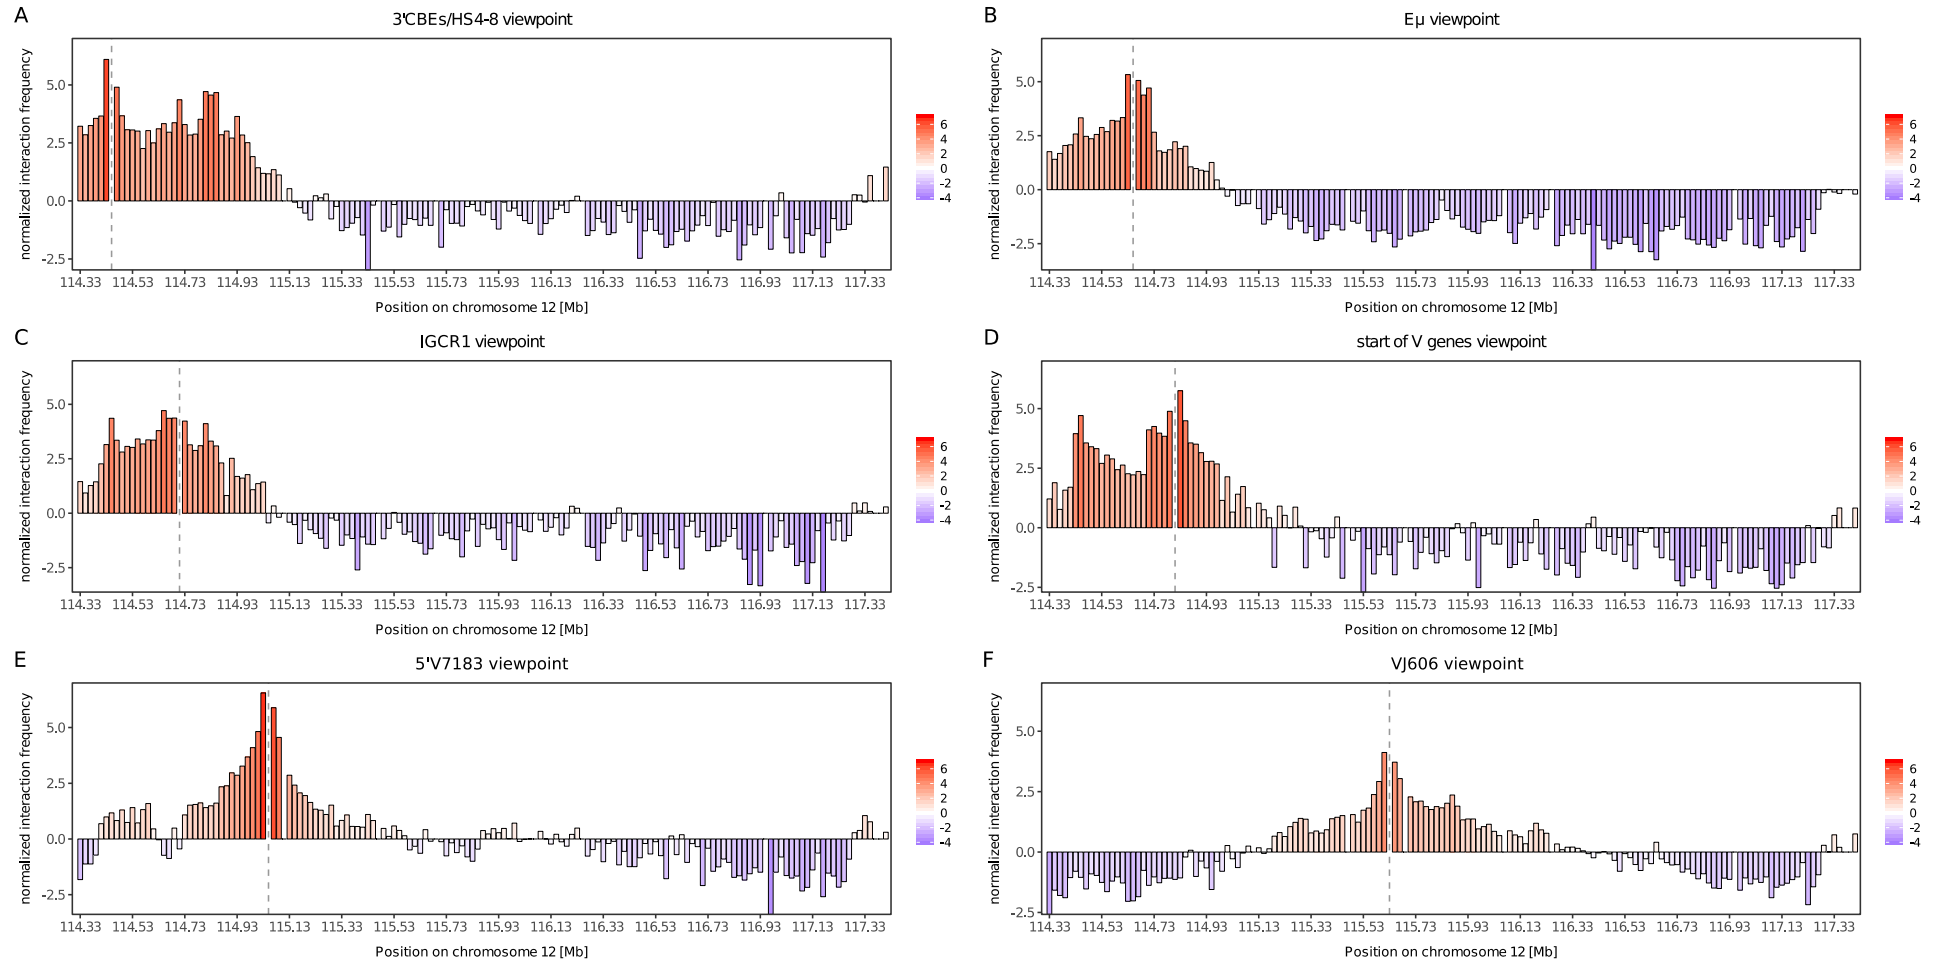 A
3'CBEs/HS4-8 viewpoint
normalized interaction frequency
5.0
2.5
0.0
-2.5
114.33 114.53 114.73 114.93 115.13 115.33 115.53 115.73 115.93 116.13 116.33 116.53 116.73 116.93 117.13 117.33
Position on chromosome 12 [Mb]
6
4
2
0
-2
-4
B
Eμ viewpoint
normalized interaction frequency
5.0
2.5
0.0
-2.5
114.33 114.53 114.73 114.93 115.13 115.33 115.53 115.73 115.93 116.13 116.33 116.53 116.73 116.93 117.13 117.33
Position on chromosome 12 [Mb]
6
4
2
0
-2
-4
C
IGCR1 viewpoint
normalized interaction frequency
5.0
2.5
0.0
-2.5
114.33 114.53 114.73 114.93 115.13 115.33 115.53 115.73 115.93 116.13 116.33 116.53 116.73 116.93 117.13 117.33
Position on chromosome 12 [Mb]
6
4
2
0
-2
-4
D
start of V genes viewpoint
normalized interaction frequency
5.0
2.5
0.0
-2.5
114.33 114.53 114.73 114.93 115.13 115.33 115.53 115.73 115.93 116.13 116.33 116.53 116.73 116.93 117.13 117.33
Position on chromosome 12 [Mb]
6
4
2
0
-2
-4
E
5'V7183 viewpoint
normalized interaction frequency
5.0
2.5
0.0
-2.5
114.33 114.53 114.73 114.93 115.13 115.33 115.53 115.73 115.93 116.13 116.33 116.53 116.73 116.93 117.13 117.33
Position on chromosome 12 [Mb]
6
4
2
0
-2
-4
F
VJ606 viewpoint
normalized interaction frequency
5.0
2.5
0.0
-2.5
114.33 114.53 114.73 114.93 115.13 115.33 115.53 115.73 115.93 116.13 116.33 116.53 116.73 116.93 117.13 117.33
Position on chromosome 12 [Mb]
6
4
2
0
-2
-4